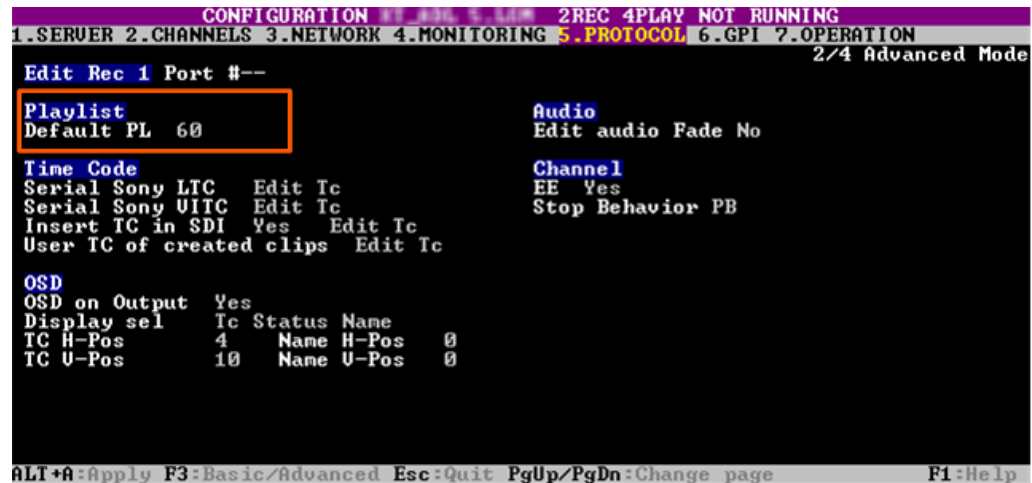 CONFIGURATION 2REC 4PLAY NOT RUNNING
1.SERVER 2.CHANNELS 3.NETWORK 4.MONITORING 5.PROTOCOL 6.GPI 7.OPERATION
2/4 Advanced Mode
Edit Rec 1 Port #--
Playlist
Default PL 60
Audio
Edit audio Fade No
Time Code
Serial Sony LTC Edit Tc
Serial Sony VITC Edit Tc
Insert TC in SDI Yes Edit Tc
User TC of created clips Edit Tc
Channel
EE Yes
Stop Behavior PB
OSD
OSD on Output Yes
Display sel Tc Status Name
TC H-Pos 4 Name H-Pos 0
TC V-Pos 10 Name V-Pos 0
ALT+A:Apply F3:Basic/Advanced Esc:Quit PgUp/PgDn:Change page F1:Help